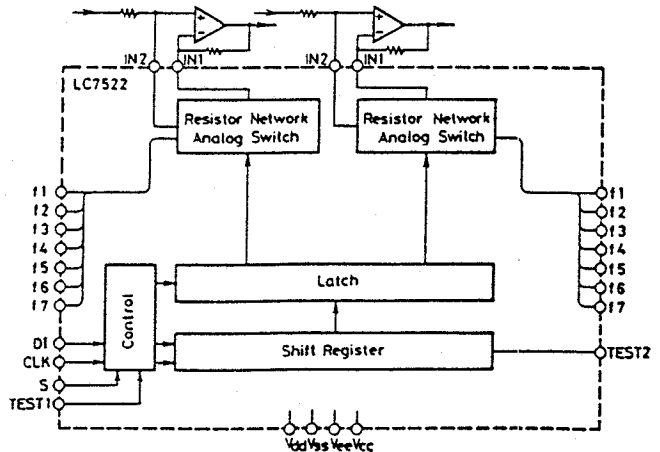 +
−
+
−
IN2 IN1
IN2 IN1
LC7522
Resistor Network
Analog Switch
Resistor Network
Analog Switch
f1
f2
f3
f4
f5
f6
f7
f1
f2
f3
f4
f5
f6
f7
Control
Latch
Shift Register
DI
CLK
S
TEST1
TEST2
Vdd Vss Vee Vcc